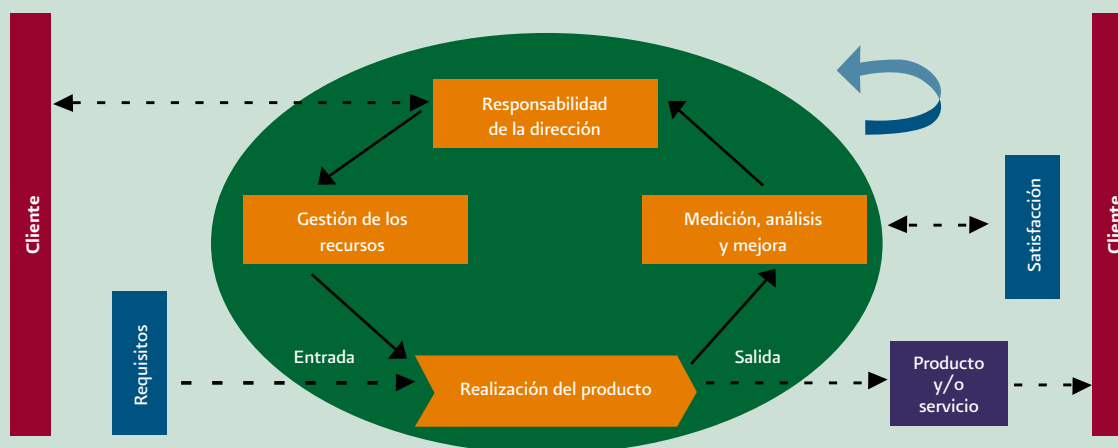 Cliente
Responsabilidad
de la dirección
Gestión de los
recursos
Medición, análisis
y mejora
Satisfacción
Cliente
Requisitos
Entrada
Realización del producto
Salida
Producto
y/o
servicio